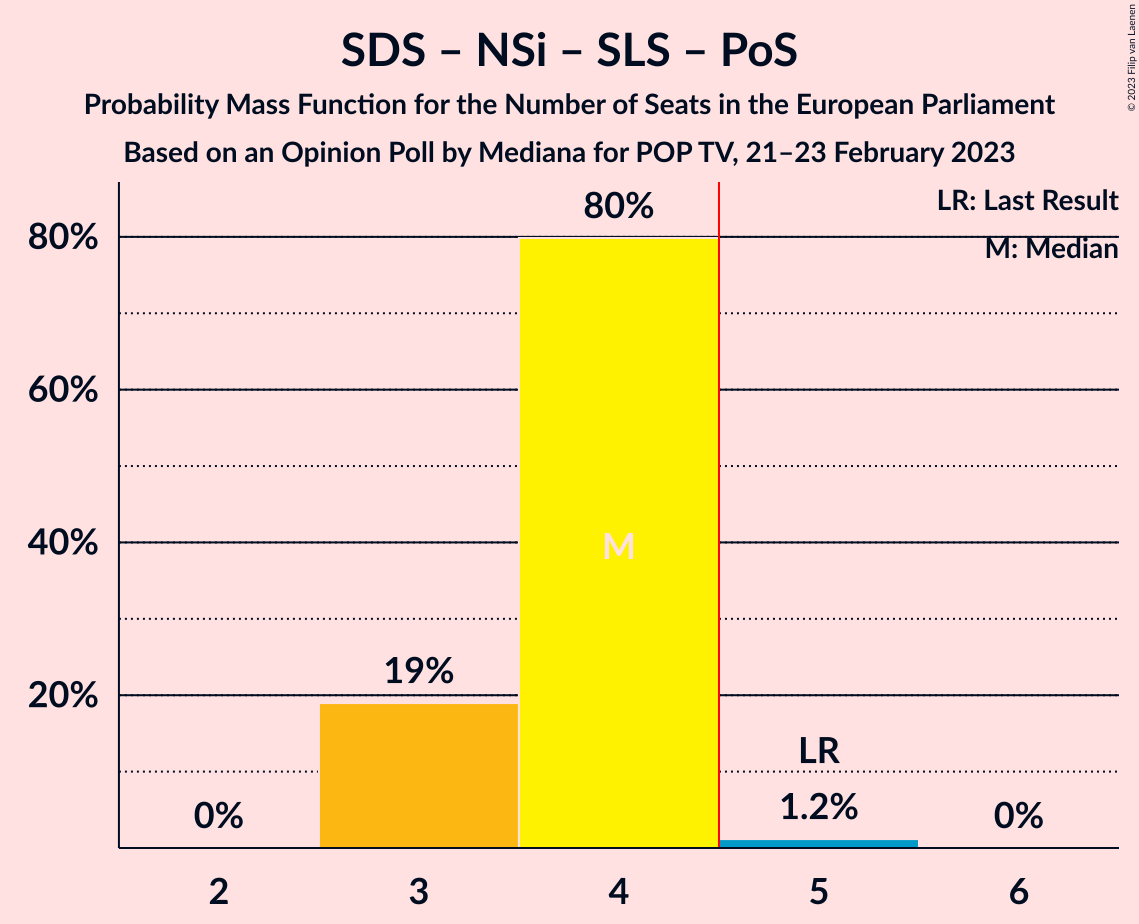 SDS – NSi – SLS – PoS
Probability Mass Function for the Number of Seats in the European Parliament
Based on an Opinion Poll by Mediana for POP TV, 21–23 February 2023
© 2023 Filip van Laenen
LR: Last Result
M: Median
80%
60%
40%
20%
0%
19%
80%
M
LR
1.2%
0%
2
3
4
5
6